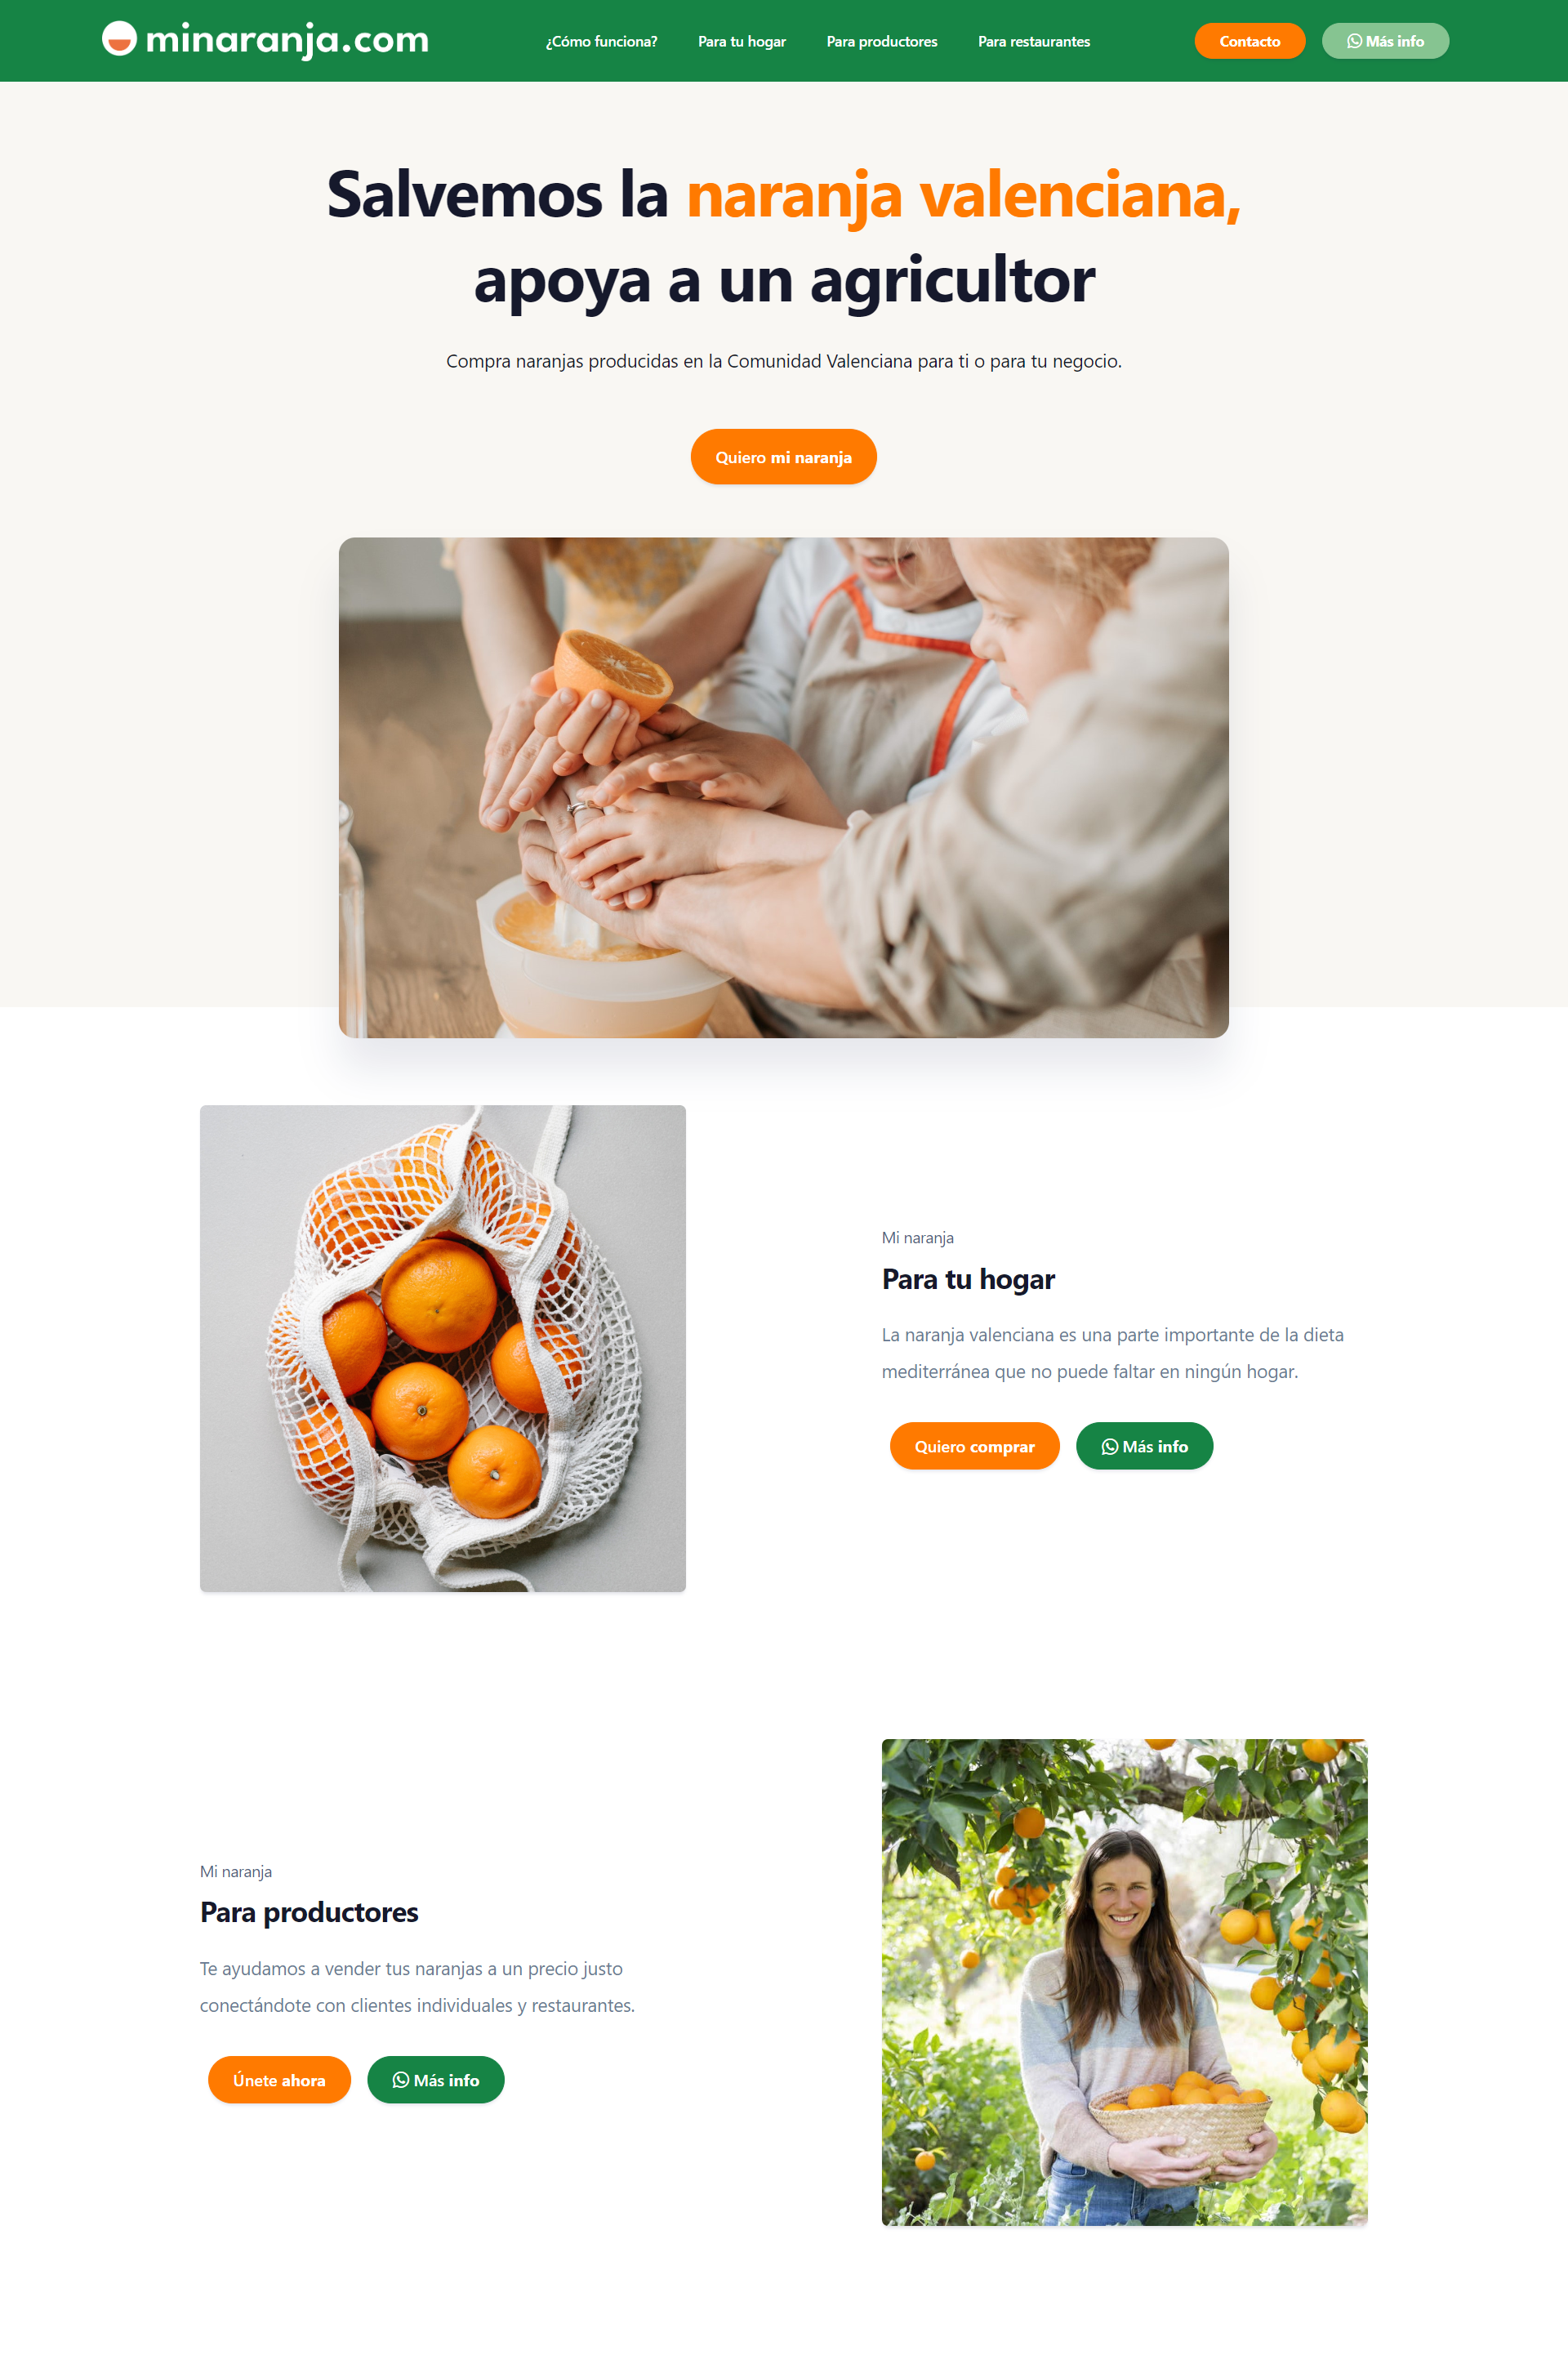 minaranja.com
¿Cómo funciona?
Para tu hogar
Para productores
Para restaurantes
Contacto
Más info
Salvemos la naranja valenciana,
apoya a un agricultor
Compra naranjas producidas en la Comunidad Valenciana para ti o para tu negocio.
Quiero mi naranja
Mi naranja
Para tu hogar
La naranja valenciana es una parte importante de la dieta
mediterránea que no puede faltar en ningún hogar.
Quiero comprar
Más info
Mi naranja
Para productores
Te ayudamos a vender tus naranjas a un precio justo
conectándote con clientes individuales y restaurantes.
Únete ahora
Más info